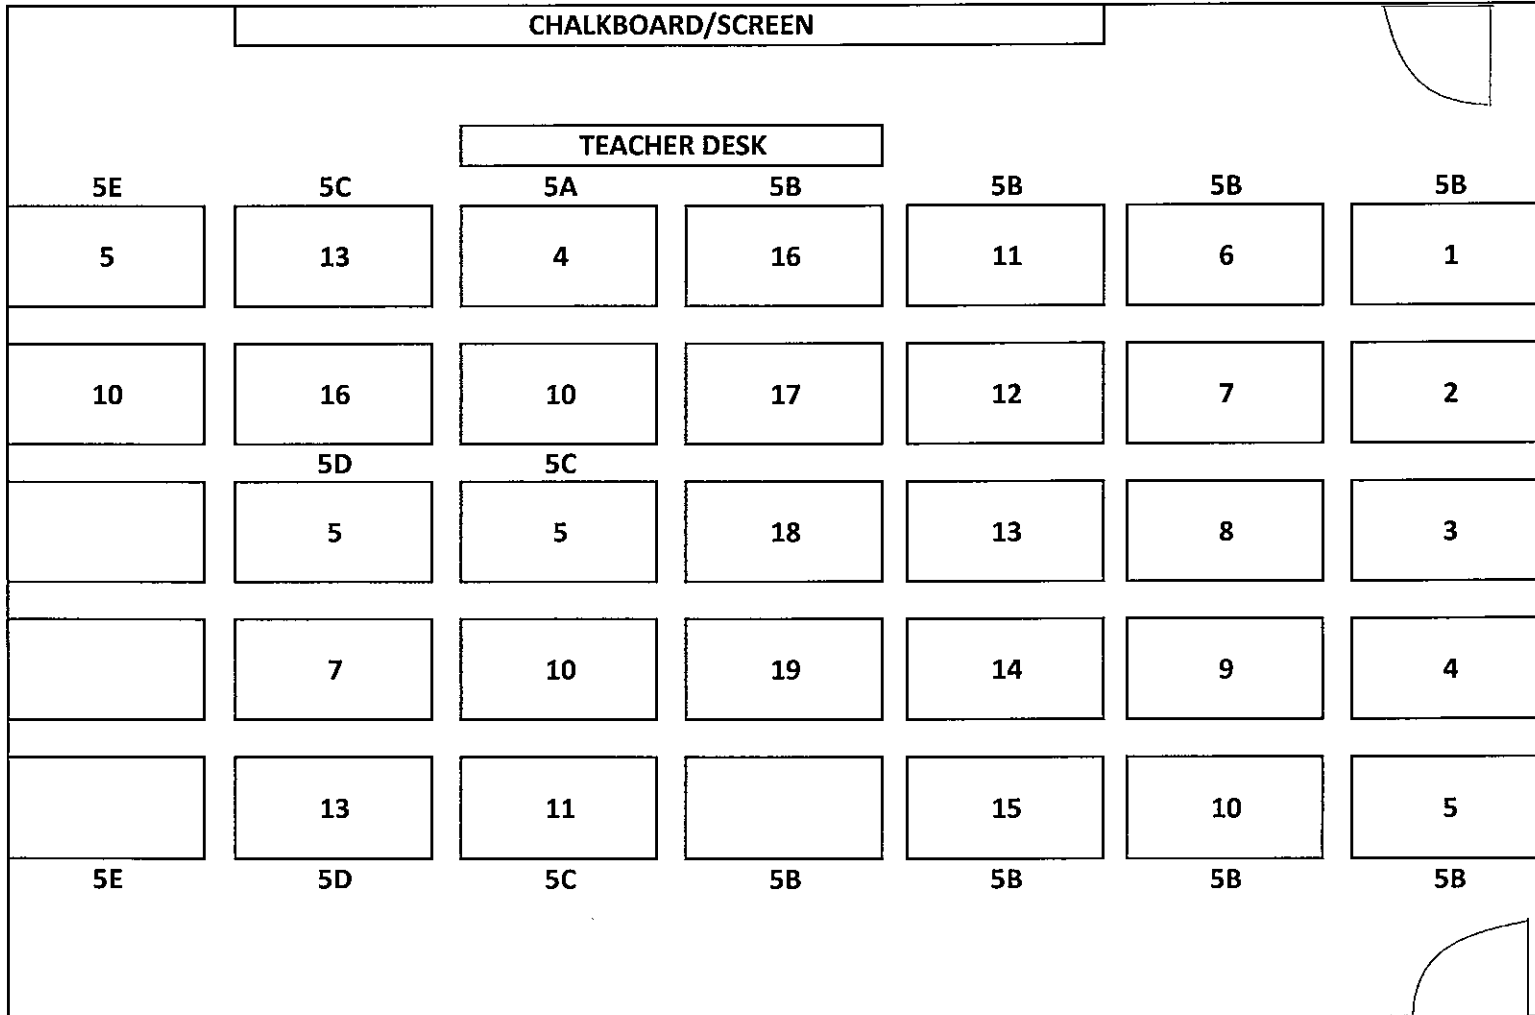 CHALKBOARD/SCREEN
TEACHER DESK
5E 5C 5A 5B 5B 5B 5B
5 13 4 16 11 6 1
10 16 10 17 12 7 2
5D 5C
5 5 18 13 8 3
7 10 19 14 9 4
13 11 15 10 5
5E 5D 5C 5B 5B 5B 5B